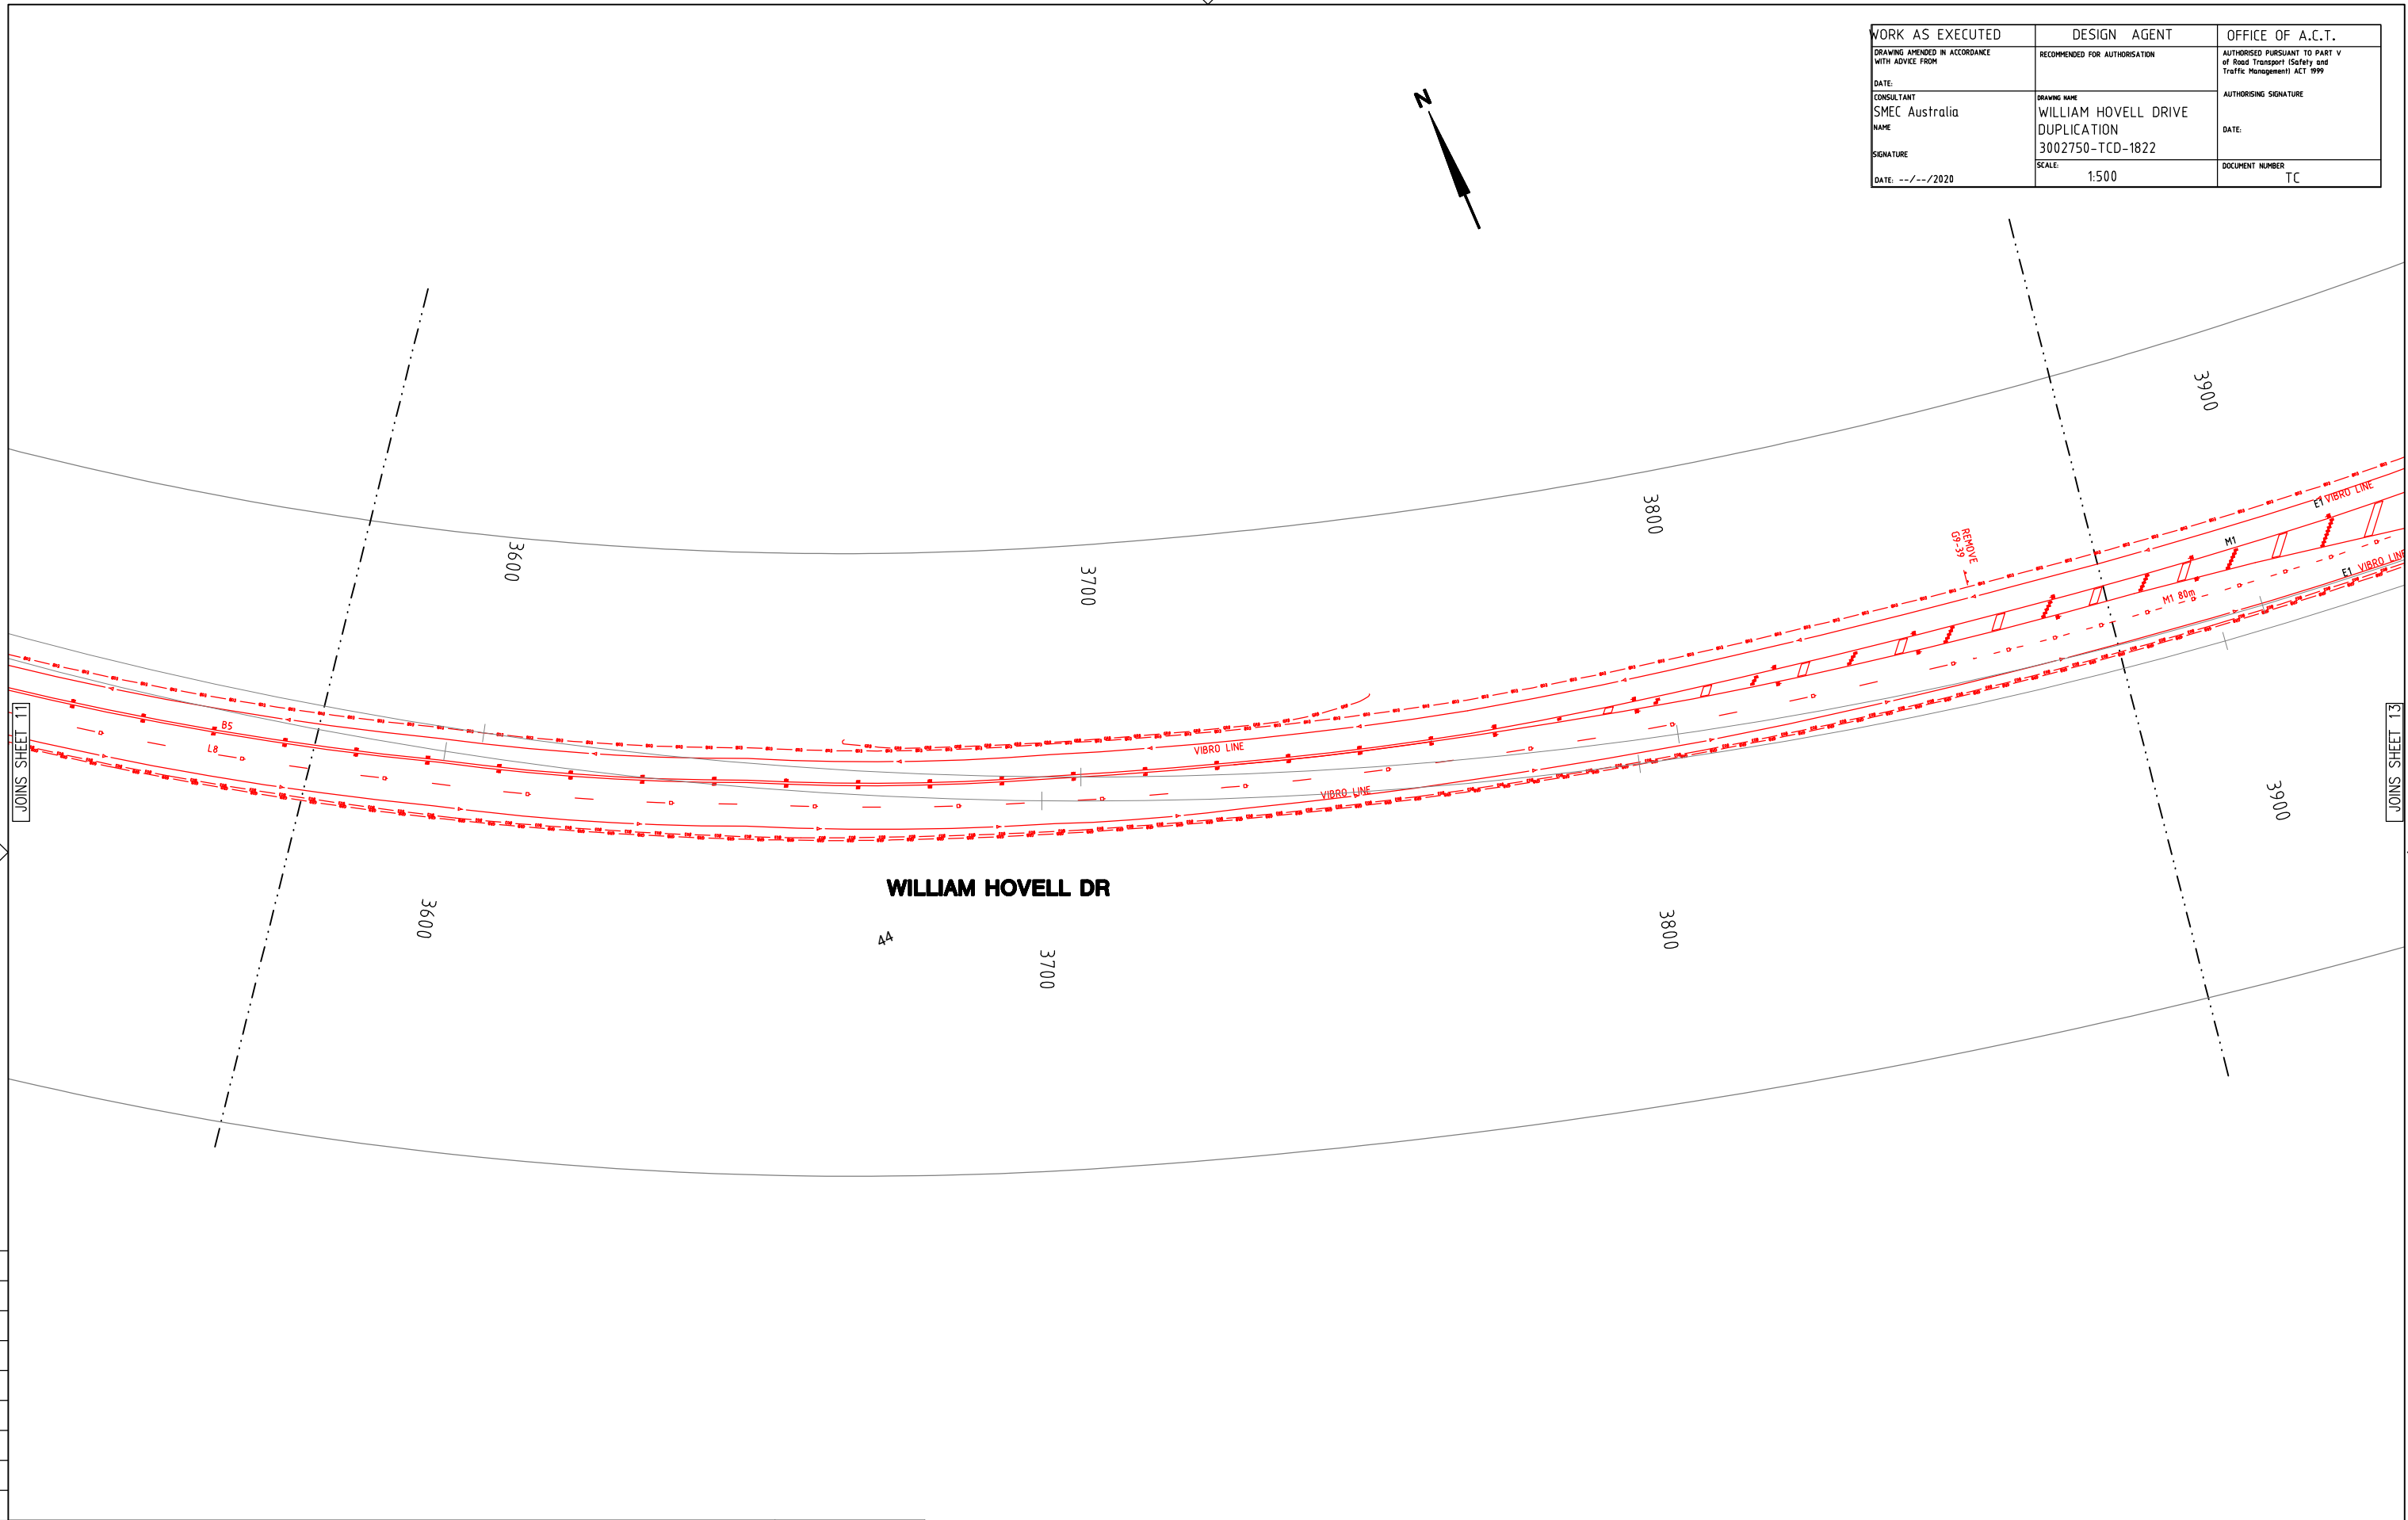 WORK AS EXECUTED
DRAWING AMENDED IN ACCORDANCE
WITH ADVICE FROM
DATE:
CONSULTANT
SMEC Australia
NAME
SIGNATURE
DATE: --/--/2020
DESIGN AGENT
RECOMMENDED FOR AUTHORISATION
DRAWING NAME
WILLIAM HOVELL DRIVE
DUPLICATION
3002750-TCD-1822
SCALE:
1:500
OFFICE OF A.C.T.
AUTHORISED PURSUANT TO PART V
of Road Transport (Safety and
Traffic Management) ACT 1999
AUTHORISING SIGNATURE
DATE:
DOCUMENT NUMBER
TC
N
3900
3800
3600
3700
REMOVE
G9-39
E1 VIBRO LINE
M1
E1 VIBRO LINE
M1 80m
B5
L8
VIBRO LINE
VIBRO LINE
JOINS SHEET 11
JOINS SHEET 13
WILLIAM HOVELL DR
44
3600
3700
3800
3900